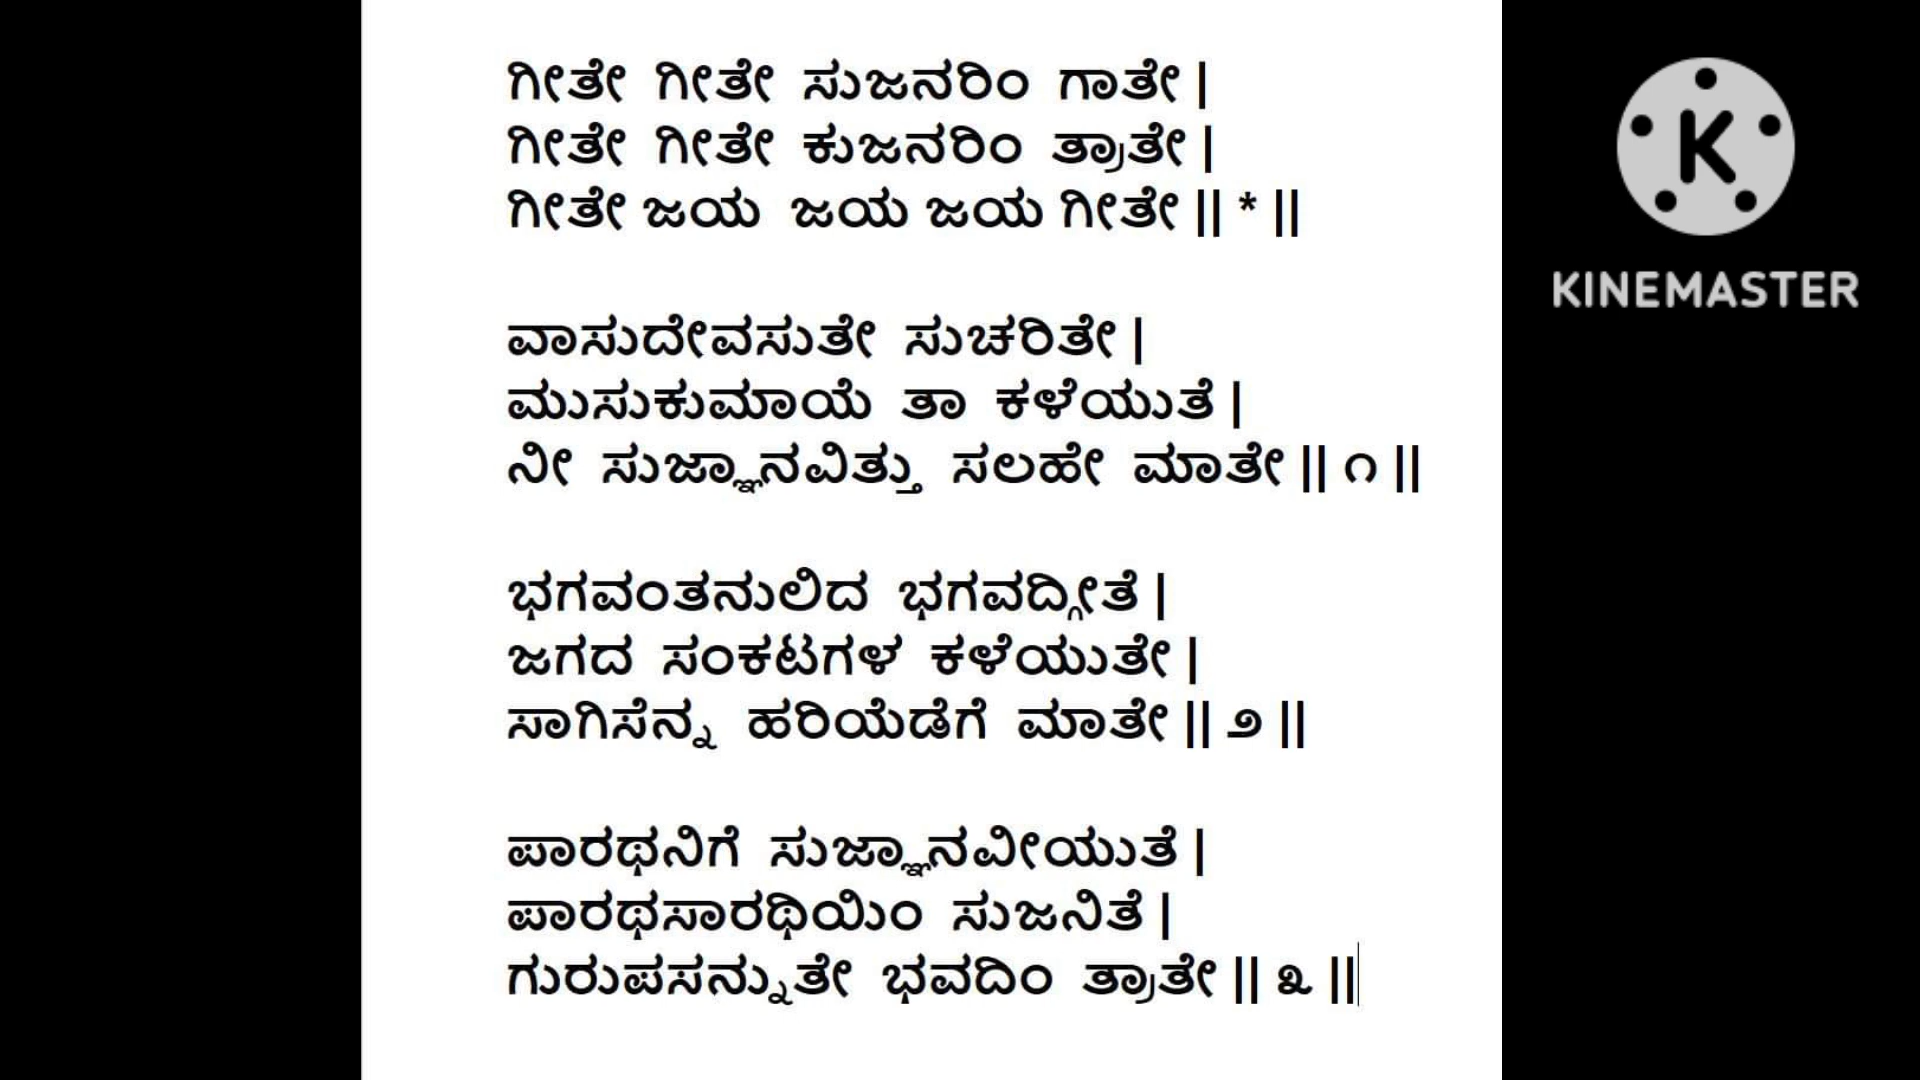 ಗೀತೇ ಗೀತೇ ಸುಜನರಿಂ ಗಾತೇ |
ಗೀತೇ ಗೀತೇ ಕುಜನರಿಂ ತ್ರಾತೇ |
ಗೀತೇ ಜಯ ಜಯ ಜಯ ಗೀತೇ || * ||
ವಾಸುದೇವಸುತೇ ಸುಚರಿತೇ |
ಮುಸುಕುಮಾಯೆ ತಾ ಕಳೆಯುತೆ |
ನೀ ಸುಜ್ಞಾನವಿತ್ತು ಸಲಹೇ ಮಾತೇ || ೧ ||
ಭಗವಂತನುಲಿದ ಭಗವದ್ಗೀತೆ |
ಜಗದ ಸಂಕಟಗಳ ಕಳೆಯುತೇ |
ಸಾಗಿಸೆನ್ನ ಹರಿಯೆಡೆಗೆ ಮಾತೇ || ೨ ||
ಪಾರಥನಿಗೆ ಸುಜ್ಞಾನವೀಯುತೆ |
ಪಾರಥಸಾರಥಿಯಿಂ ಸುಜನಿತೆ |
ಗುರುಪಸನ್ನುತೇ ಭವದಿಂ ತ್ರಾತೇ || ೩ ||
K
KINEMASTER